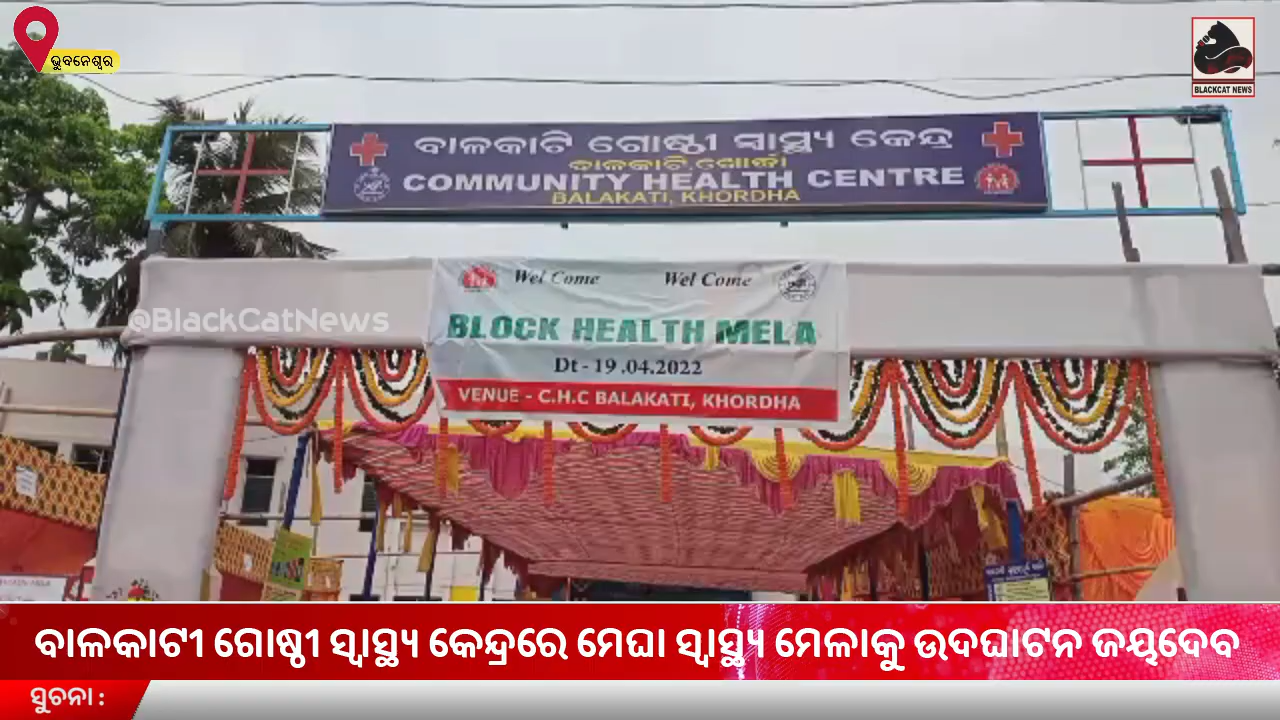 ଭୁବନେଶ୍ୱର
BLACKCAT NEWS
ବାଳକାଟି ଗୋଷ୍ଠୀ ସ୍ୱାସ୍ଥ୍ୟ କେନ୍ଦ୍ର
ବାଳକାଟି, ଖୋର୍ଦ୍ଧା
COMMUNITY HEALTH CENTRE
BALAKATI, KHORDHA
Wel Come Wel Come
@BlackCatNews
BLOCK HEALTH MELA
Dt - 19.04.2022
VENUE - C.H.C BALAKATI, KHORDHA
ବାଳକାଟୀ ଗୋଷ୍ଠୀ ସ୍ୱାସ୍ଥ୍ୟ କେନ୍ଦ୍ରରେ ମେଘା ସ୍ୱାସ୍ଥ୍ୟ ମେଳାକୁ ଉଦଘାଟନ ଜୟଦେବ
ସୁଚନା :